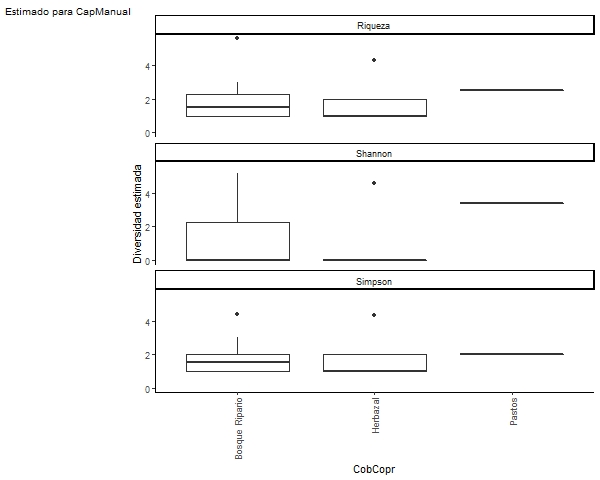 Estimado para CapManual
Riqueza
4
2
0
Shannon
4
2
0
Simpson
4
2
0
Diversidad estimada
Bosque Ripario
Herbazal
Pastos
CobCopr